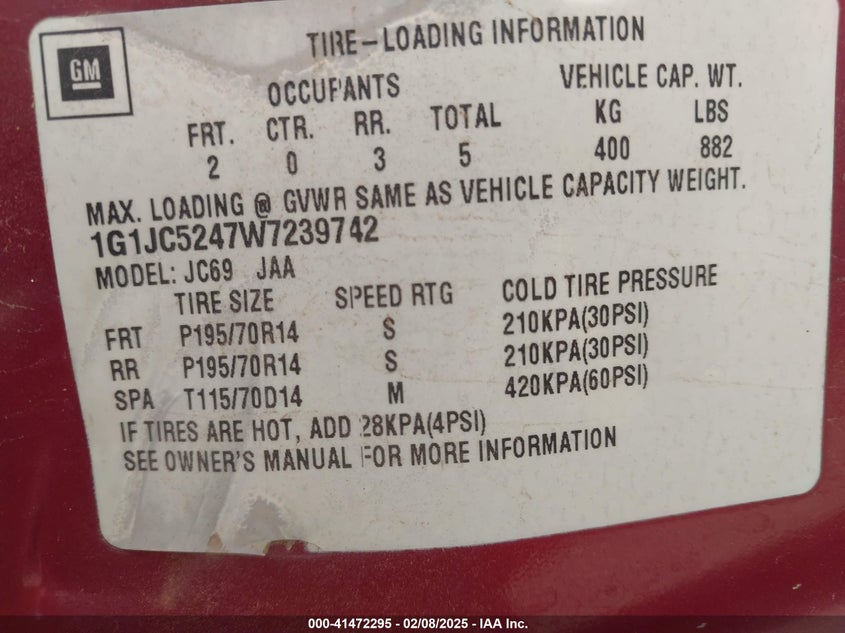 GM
TIRE-LOADING INFORMATION
OCCUPANTS VEHICLE CAP. WT.
FRT. CTR. RR. TOTAL KG LBS
2 0 3 5 400 882
MAX. LOADING @ GVWR SAME AS VEHICLE CAPACITY WEIGHT.
1G1JC5247W7239742
MODEL: JC69 JAA
TIRE SIZE SPEED RTG COLD TIRE PRESSURE
FRT P195/70R14 S 210KPA(30PSI)
RR P195/70R14 S 210KPA(30PSI)
SPA T115/70D14 M 420KPA(60PSI)
IF TIRES ARE HOT, ADD 28KPA(4PSI)
SEE OWNER'S MANUAL FOR MORE INFORMATION
000-41472295 - 02/08/2025 - IAA Inc.